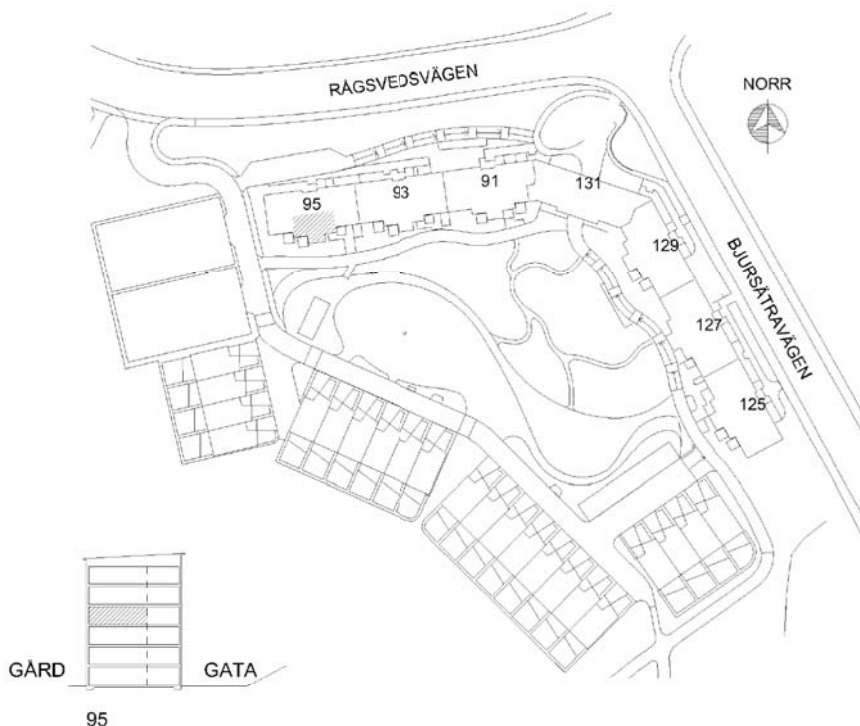 RÅGSVEDSVÄGEN
NORR
95
93
91
131
129
BJURSÄTRAVÄGEN
127
125
GÅRD
GATA
95